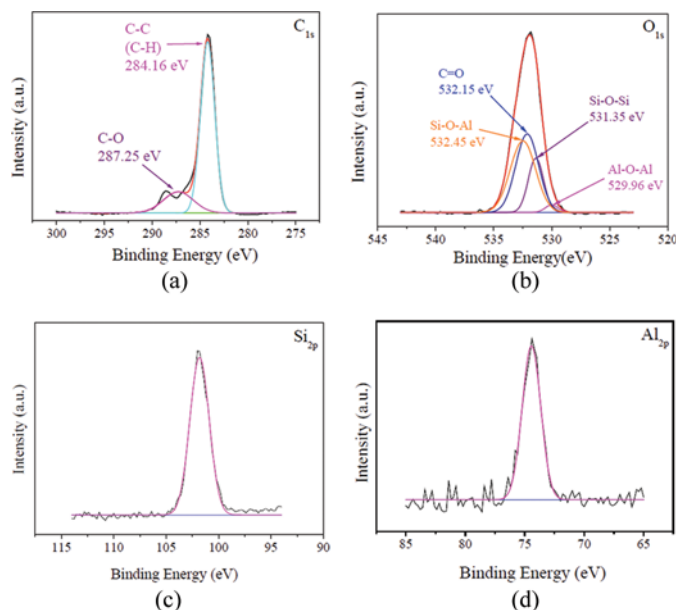 C₁s
C-C
(C-H)
284.16 eV
C-O
287.25 eV
Intensity (a.u.)
300 295 290 285 280 275
Binding Energy (eV)
(a)
O₁s
C=O
532.15 eV
Si-O-Si
531.35 eV
Si-O-Al
532.45 eV
Al-O-Al
529.96 eV
Intensity (a.u.)
545 540 535 530 525 520
Binding Energy(eV)
(b)
Si₂p
Intensity (a.u.)
115 110 105 100 95 90
Binding Energy (eV)
(c)
Al₂p
Intensity (a.u.)
85 80 75 70 65
Binding Energy (eV)
(d)